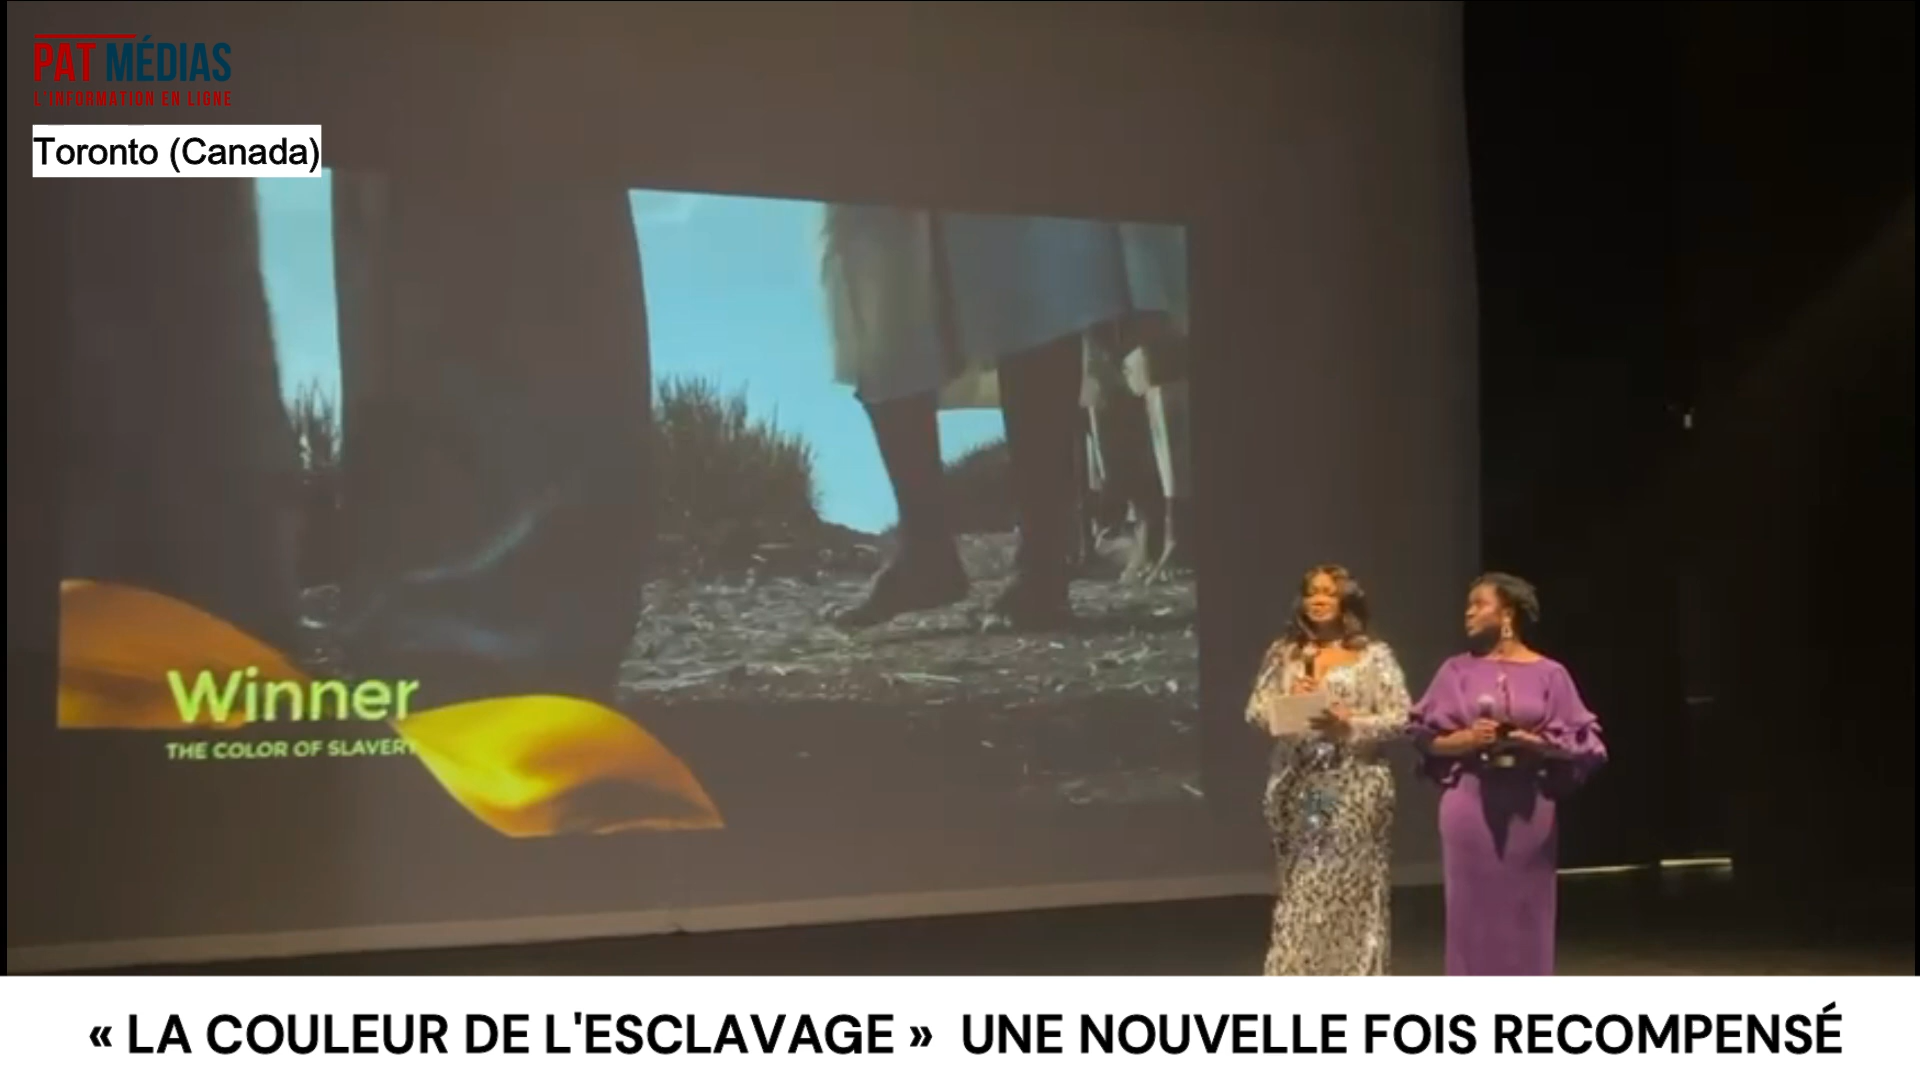 PAT MÉDIAS
L'INFORMATION EN LIGNE
Toronto (Canada)
Winner
THE COLOR OF SLAVERY
« LA COULEUR DE L'ESCLAVAGE » UNE NOUVELLE FOIS RECOMPENSÉ